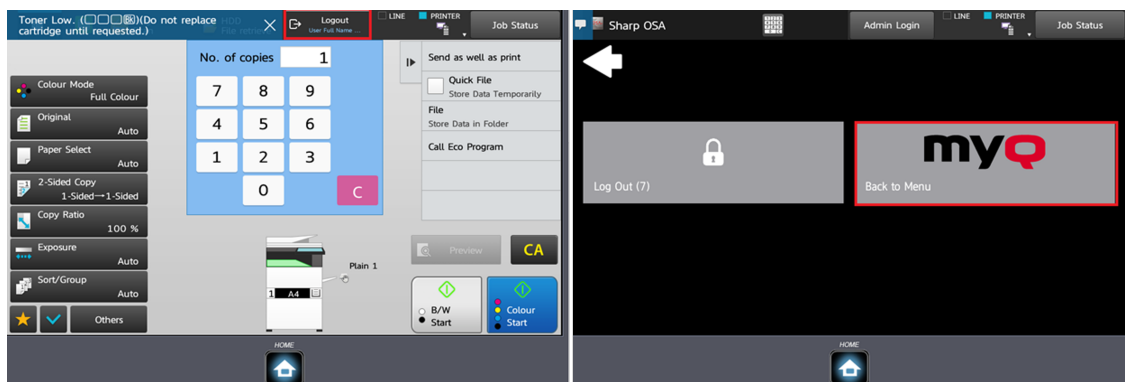 Toner Low. (Bk)(Do not replace
cartridge until requested.)
Logout
User Full Name ...
LINE
PRINTER
Job Status
No. of copies
1
7
8
9
4
5
6
1
2
3
0
C
Colour Mode
Full Colour
Original
Auto
Paper Select
Auto
2-Sided Copy
1-Sided→1-Sided
Copy Ratio
100 %
Exposure
Auto
Sort/Group
Auto
Others
Send as well as print
Quick File
Store Data Temporarily
File
Store Data in Folder
Call Eco Program
Preview
CA
Plain 1
1 A4
B/W
Start
Colour
Start
HOME
Sharp OSA
Admin Login
LINE
PRINTER
Job Status
Log Out (7)
myQ
Back to Menu
HOME